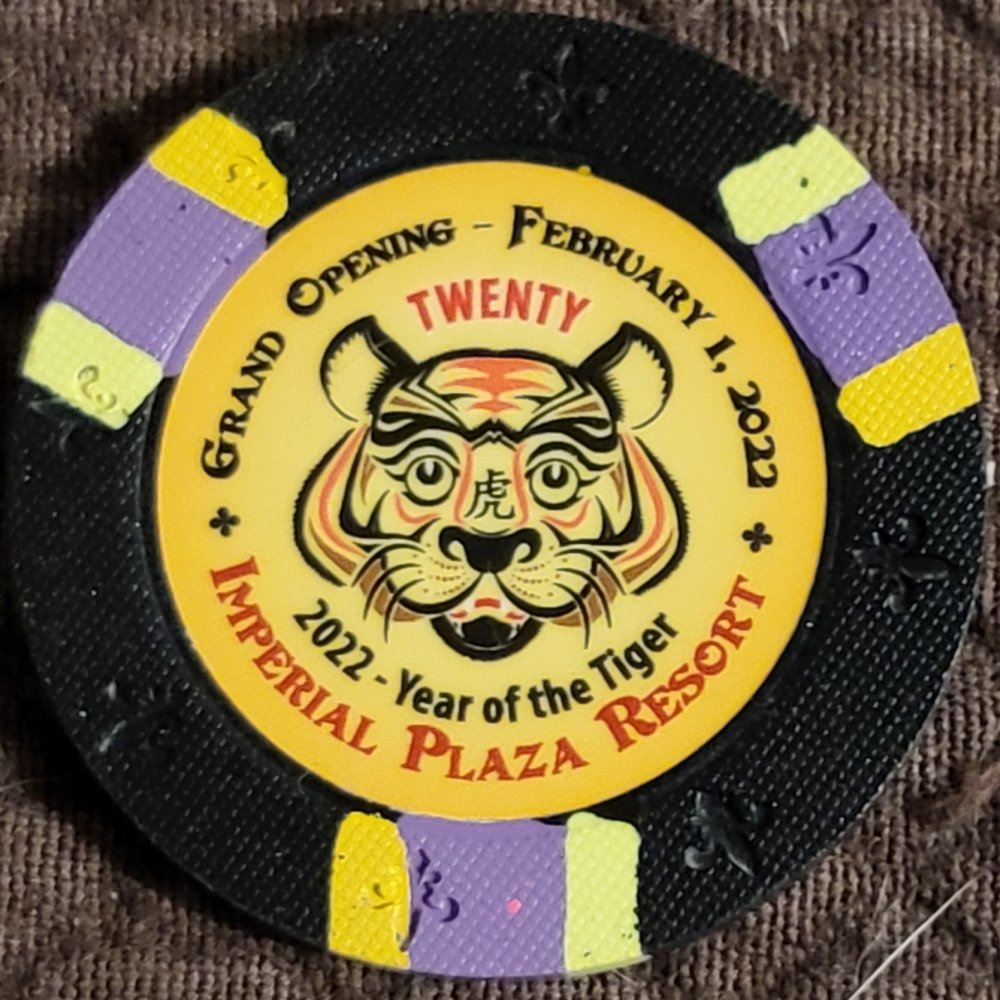 GRAND OPENING - FEBRUARY 1, 2022
TWENTY
虎
2022 - Year of the Tiger
IMPERIAL PLAZA RESORT